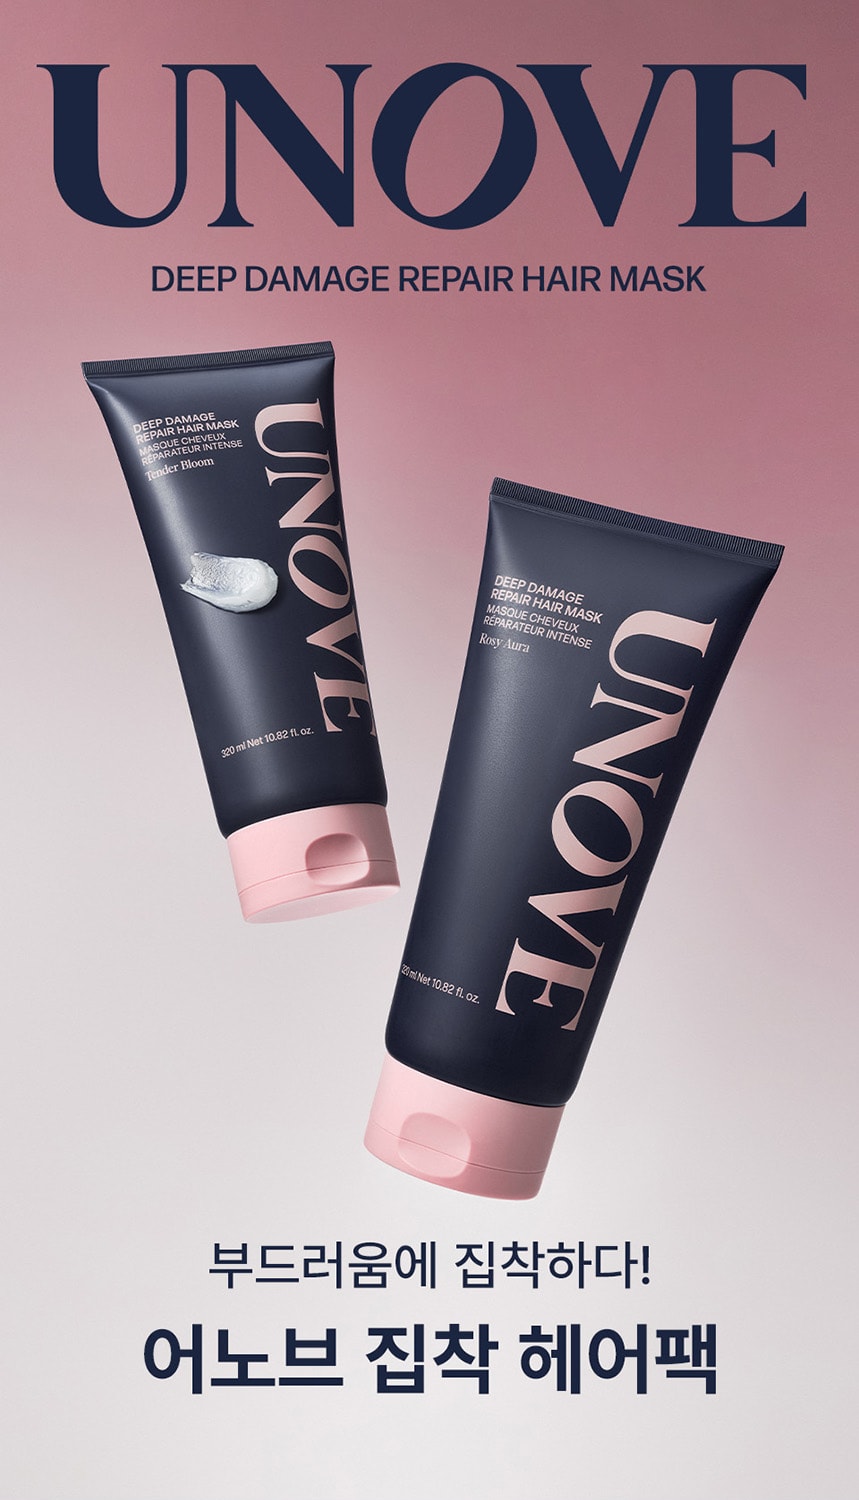 UNOVE
DEEP DAMAGE REPAIR HAIR MASK
DEEP DAMAGE
REPAIR HAIR MASK
MASQUE CHEVEUX
RÉPARATEUR INTENSE
Tender Bloom
UNOVE
320 ml Net 10.82 fl. oz.
DEEP DAMAGE
REPAIR HAIR MASK
MASQUE CHEVEUX
RÉPARATEUR INTENSE
Rosy Aura
UNOVE
320 ml Net 10.82 fl. oz.
부드러움에 집착하다!
어노브 집착 헤어팩